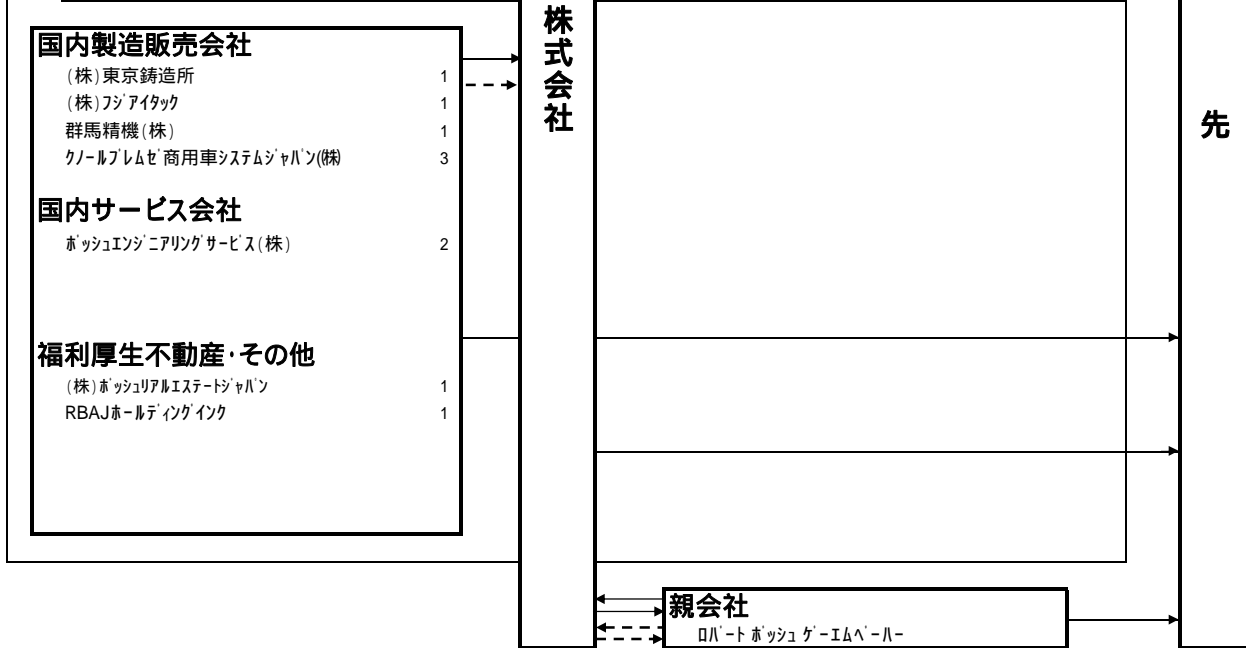 株式会社
国内製造販売会社
(株)東京鋳造所 1
(株)ﾌｼﾞｱｲﾀｯｸ 1
群馬精機(株) 1
ｸﾉｰﾙﾌﾞﾚﾑｾﾞ商用車ｼｽﾃﾑｼﾞｬﾊﾟﾝ(㈱ 3
国内サービス会社
ﾎﾞｯｼｭｴﾝｼﾞﾆｱﾘﾝｸﾞｻｰﾋﾞｽ(株) 2
福利厚生不動産･その他
(株)ﾎﾞｯｼｭﾘｱﾙｴｽﾃｰﾄｼﾞｬﾊﾟﾝ 1
RBAJﾎｰﾙﾃﾞｨﾝｸﾞｲﾝｸ 1
先
親会社
ﾛﾊﾞｰﾄ ﾎﾞｯｼｭ ｹﾞｰｴﾑﾍﾞｰﾊｰ